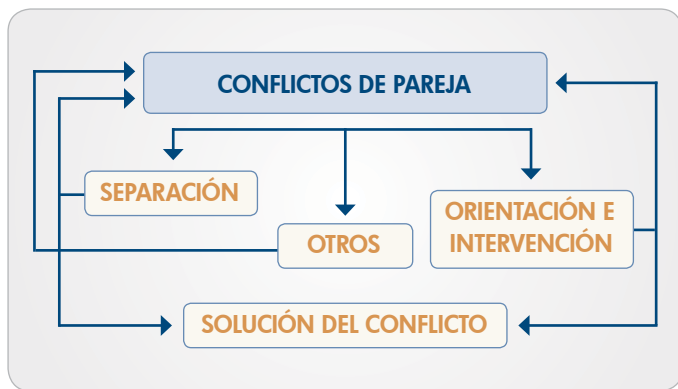 CONFLICTOS DE PAREJA
SEPARACIÓN
OTROS
ORIENTACIÓN E
INTERVENCIÓN
SOLUCIÓN DEL CONFLICTO